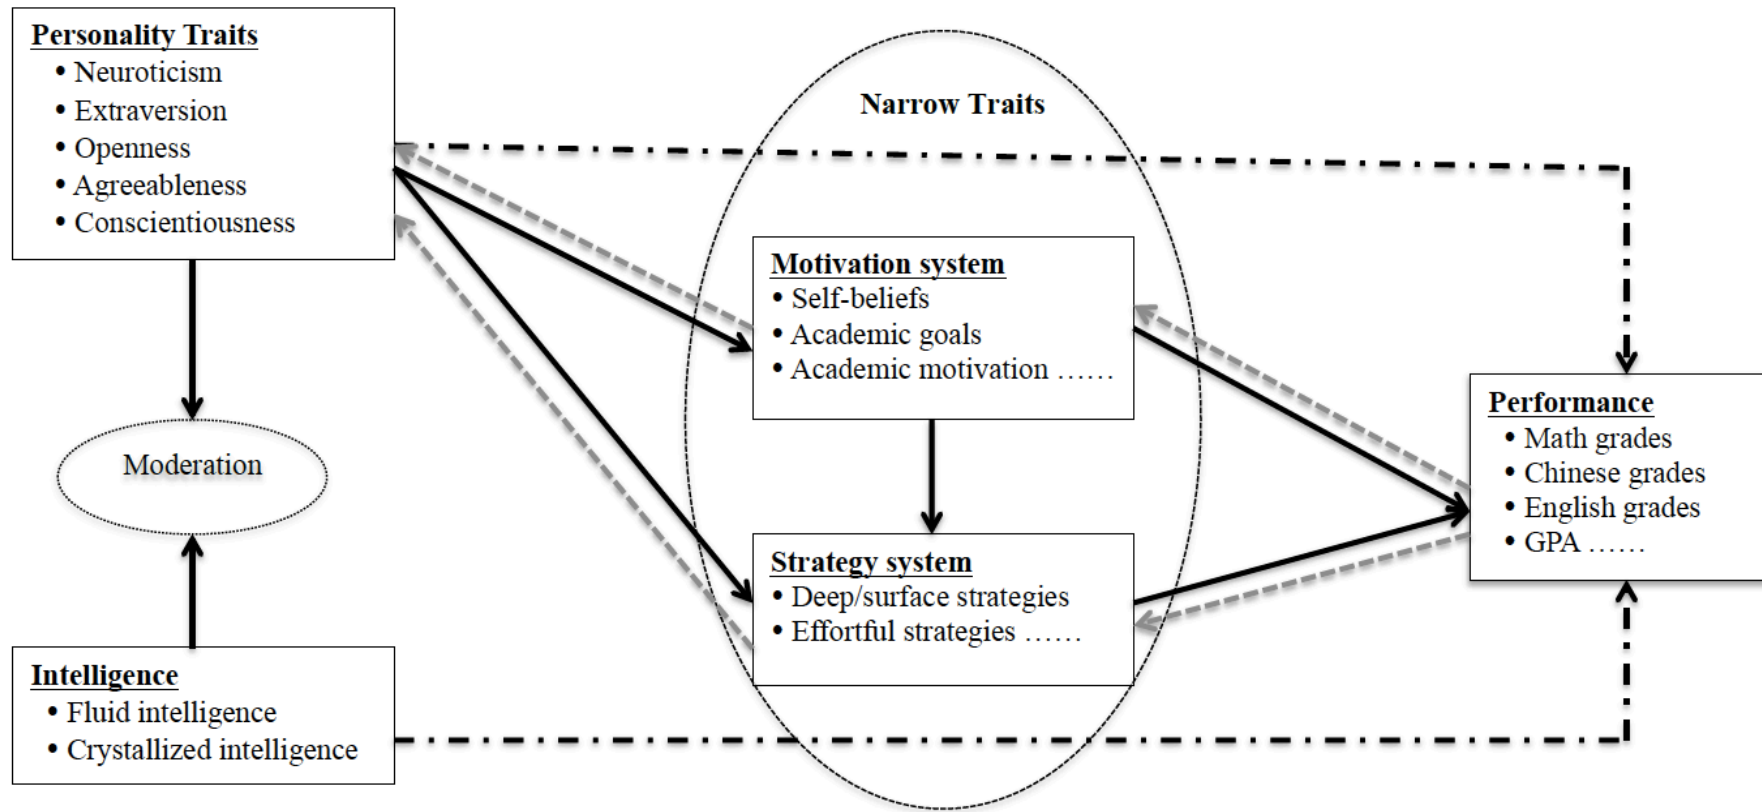 Personality Traits
• Neuroticism
• Extraversion
• Openness
• Agreeableness
• Conscientiousness
Moderation
Intelligence
• Fluid intelligence
• Crystallized intelligence
Narrow Traits
Motivation system
• Self-beliefs
• Academic goals
• Academic motivation ……
Strategy system
• Deep/surface strategies
• Effortful strategies ……
Performance
• Math grades
• Chinese grades
• English grades
• GPA ……